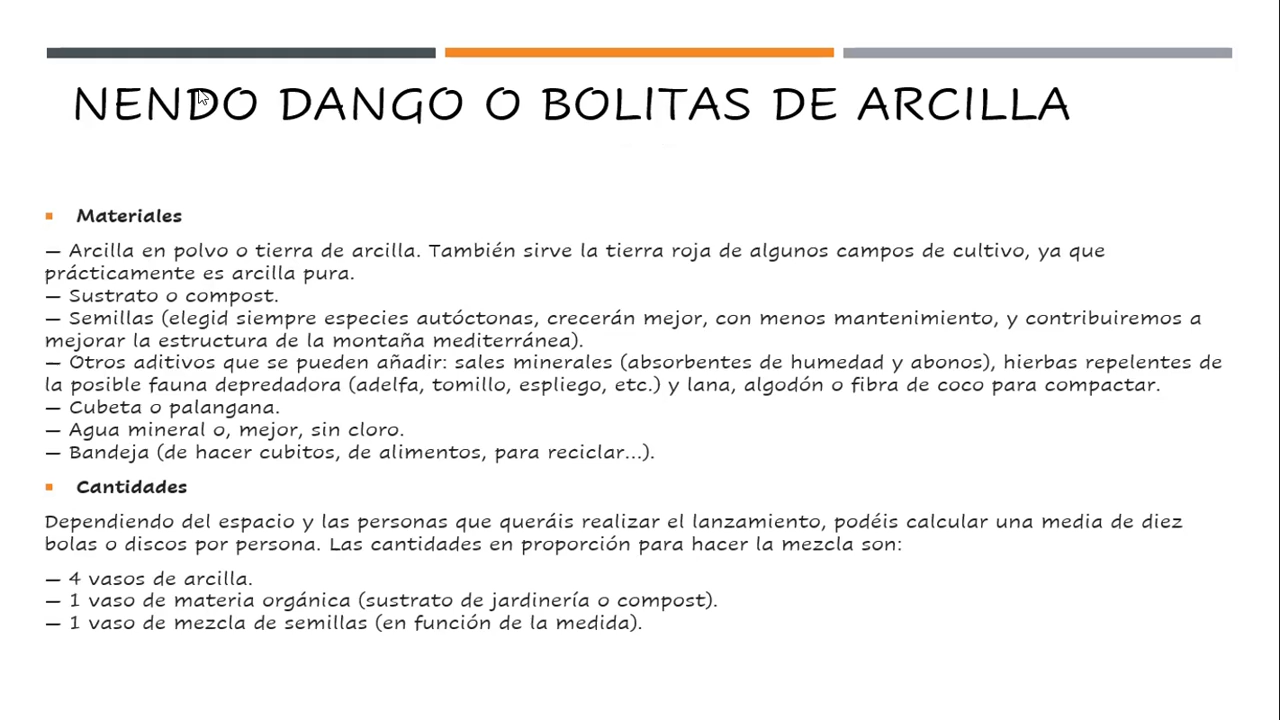 NENDO DANGO O BOLITAS DE ARCILLA
▪ Materiales
— Arcilla en polvo o tierra de arcilla. También sirve la tierra roja de algunos campos de cultivo, ya que
prácticamente es arcilla pura.
— Sustrato o compost.
— Semillas (elegid siempre especies autóctonas, crecerán mejor, con menos mantenimiento, y contribuiremos a
mejorar la estructura de la montaña mediterránea).
— Otros aditivos que se pueden añadir: sales minerales (absorbentes de humedad y abonos), hierbas repelentes de
la posible fauna depredadora (adelfa, tomillo, espliego, etc.) y lana, algodón o fibra de coco para compactar.
— Cubeta o palangana.
— Agua mineral o, mejor, sin cloro.
— Bandeja (de hacer cubitos, de alimentos, para reciclar...).
▪ Cantidades
Dependiendo del espacio y las personas que queráis realizar el lanzamiento, podéis calcular una media de diez
bolas o discos por persona. Las cantidades en proporción para hacer la mezcla son:
— 4 vasos de arcilla.
— 1 vaso de materia orgánica (sustrato de jardinería o compost).
— 1 vaso de mezcla de semillas (en función de la medida).